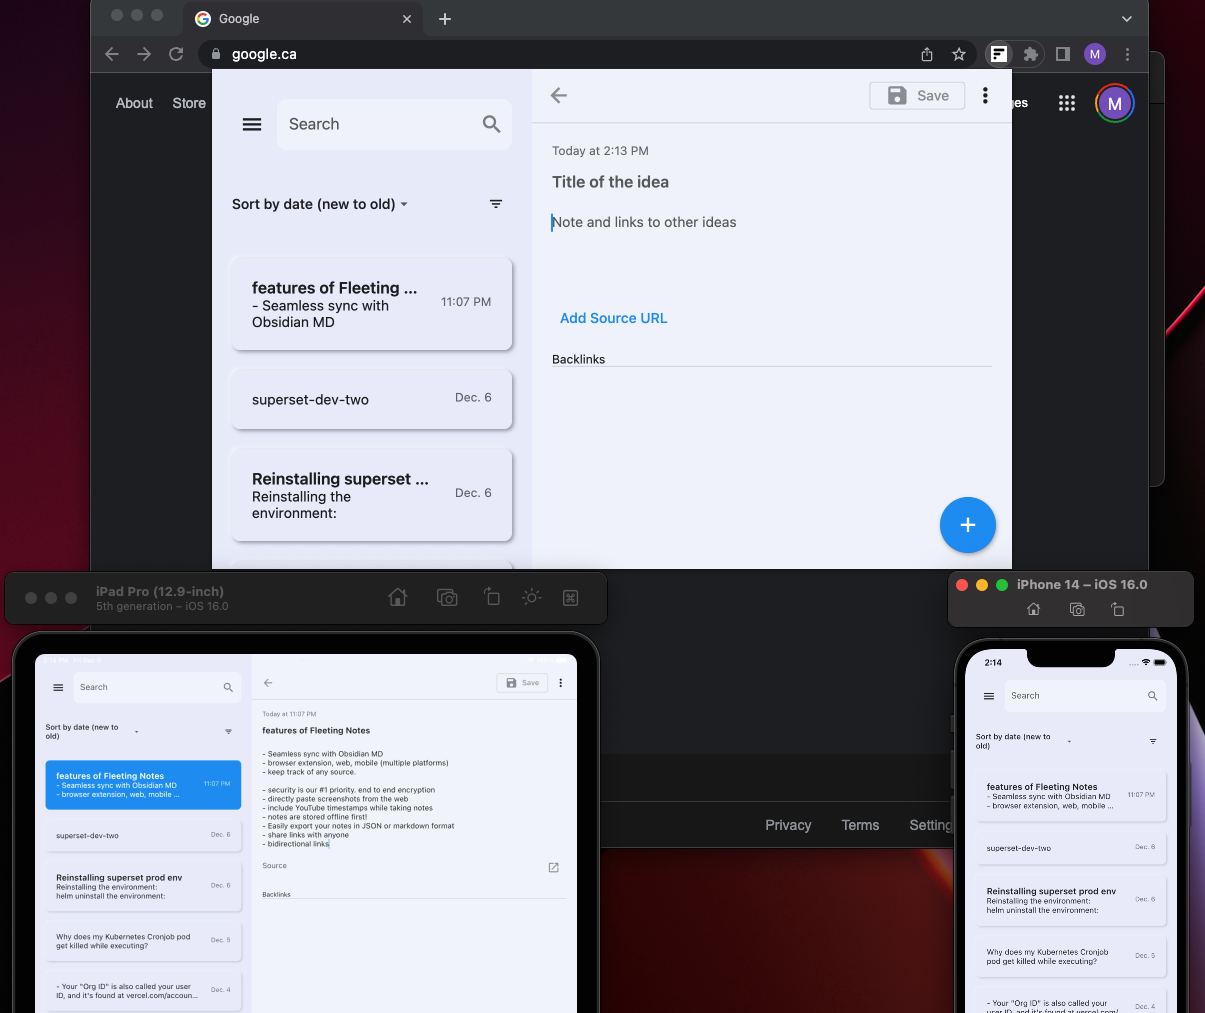 Google
google.ca
M
About
Store
ges
M
Search
Sort by date (new to old)
features of Fleeting ...
- Seamless sync with
Obsidian MD
11:07 PM
superset-dev-two
Dec. 6
Reinstalling superset ...
Reinstalling the
environment:
Dec. 6
Save
Today at 2:13 PM
Title of the idea
Note and links to other ideas
Add Source URL
Backlinks
Privacy
Terms
Setting
iPad Pro (12.9-inch)
5th generation – iOS 16.0
Search
Sort by date (new to
old)
features of Fleeting Notes
- Seamless sync with Obsidian MD
- browser extension, web, mobile ...
11:07 PM
superset-dev-two
Dec. 6
Reinstalling superset prod env
Reinstalling the environment:
helm uninstall the environment:
Dec. 6
Why does my Kubernetes Cronjob pod
get killed while executing?
Dec. 5
- Your "Org ID" is also called your user
ID, and it's found at vercel.com/accoun...
Dec. 4
Save
Today at 11:07 PM
features of Fleeting Notes
- Seamless sync with Obsidian MD
- browser extension, web, mobile (multiple platforms)
- keep track of any source.
- security is our #1 priority. end to end encryption
- directly paste screenshots from the web
- include YouTube timestamps while taking notes
- notes are stored offline first!
- Easily export your notes in JSON or markdown format
- share links with anyone
- bidirectional links
Source
Backlinks
iPhone 14 – iOS 16.0
2:14
Search
Sort by date (new to
old)
features of Fleeting Notes
- Seamless sync with Obsidian MD
- browser extension, web, mobile ...
11:07 PM
superset-dev-two
Dec. 6
Reinstalling superset prod env
Reinstalling the environment:
helm uninstall the environment:
Dec. 6
Why does my Kubernetes Cronjob
pod get killed while executing?
Dec. 5
- Your "Org ID" is also called your
user ID, and it's found at vercel.com/
Dec. 4